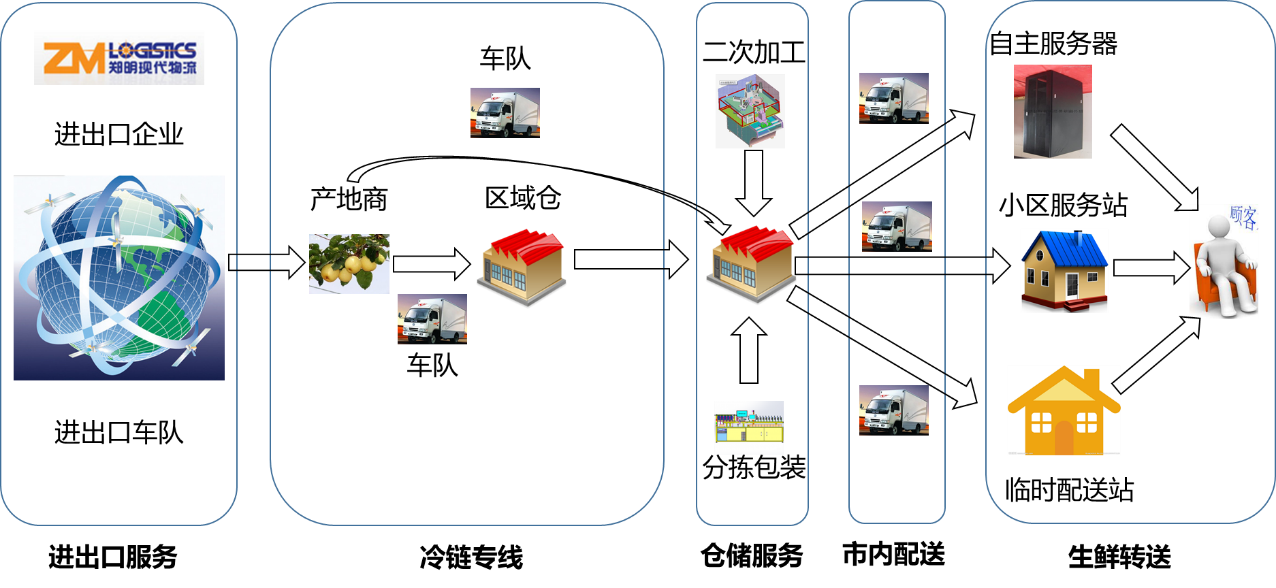 ZM LOGISTICS
郑明现代物流
进出口企业
进出口车队
进出口服务
车队
产地商
区域仓
车队
冷链专线
二次加工
分拣包装
仓储服务
市内配送
自主服务器
小区服务站
顾客
临时配送站
生鲜转送